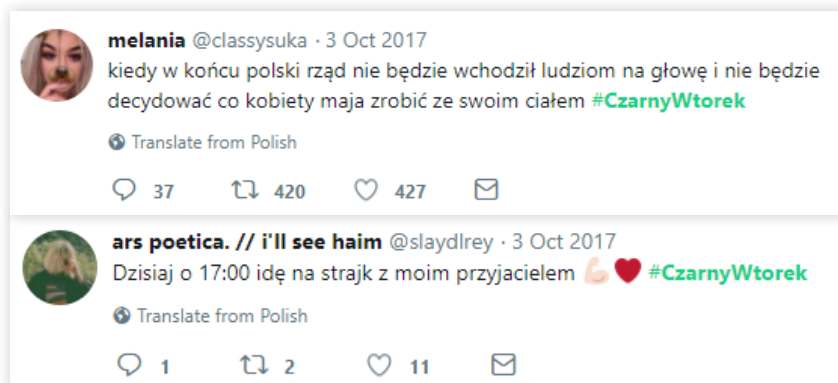 melania @classysuka · 3 Oct 2017
kiedy w końcu polski rząd nie będzie wchodził ludziom na głowę i nie będzie
decydować co kobiety maja zrobić ze swoim ciałem #CzarnyWtorek
Translate from Polish
37 420 427
ars poetica. // i'll see haim @slaydlrey · 3 Oct 2017
Dzisiaj o 17:00 idę na strajk z moim przyjacielem 💪🏻❤️ #CzarnyWtorek
Translate from Polish
1 2 11